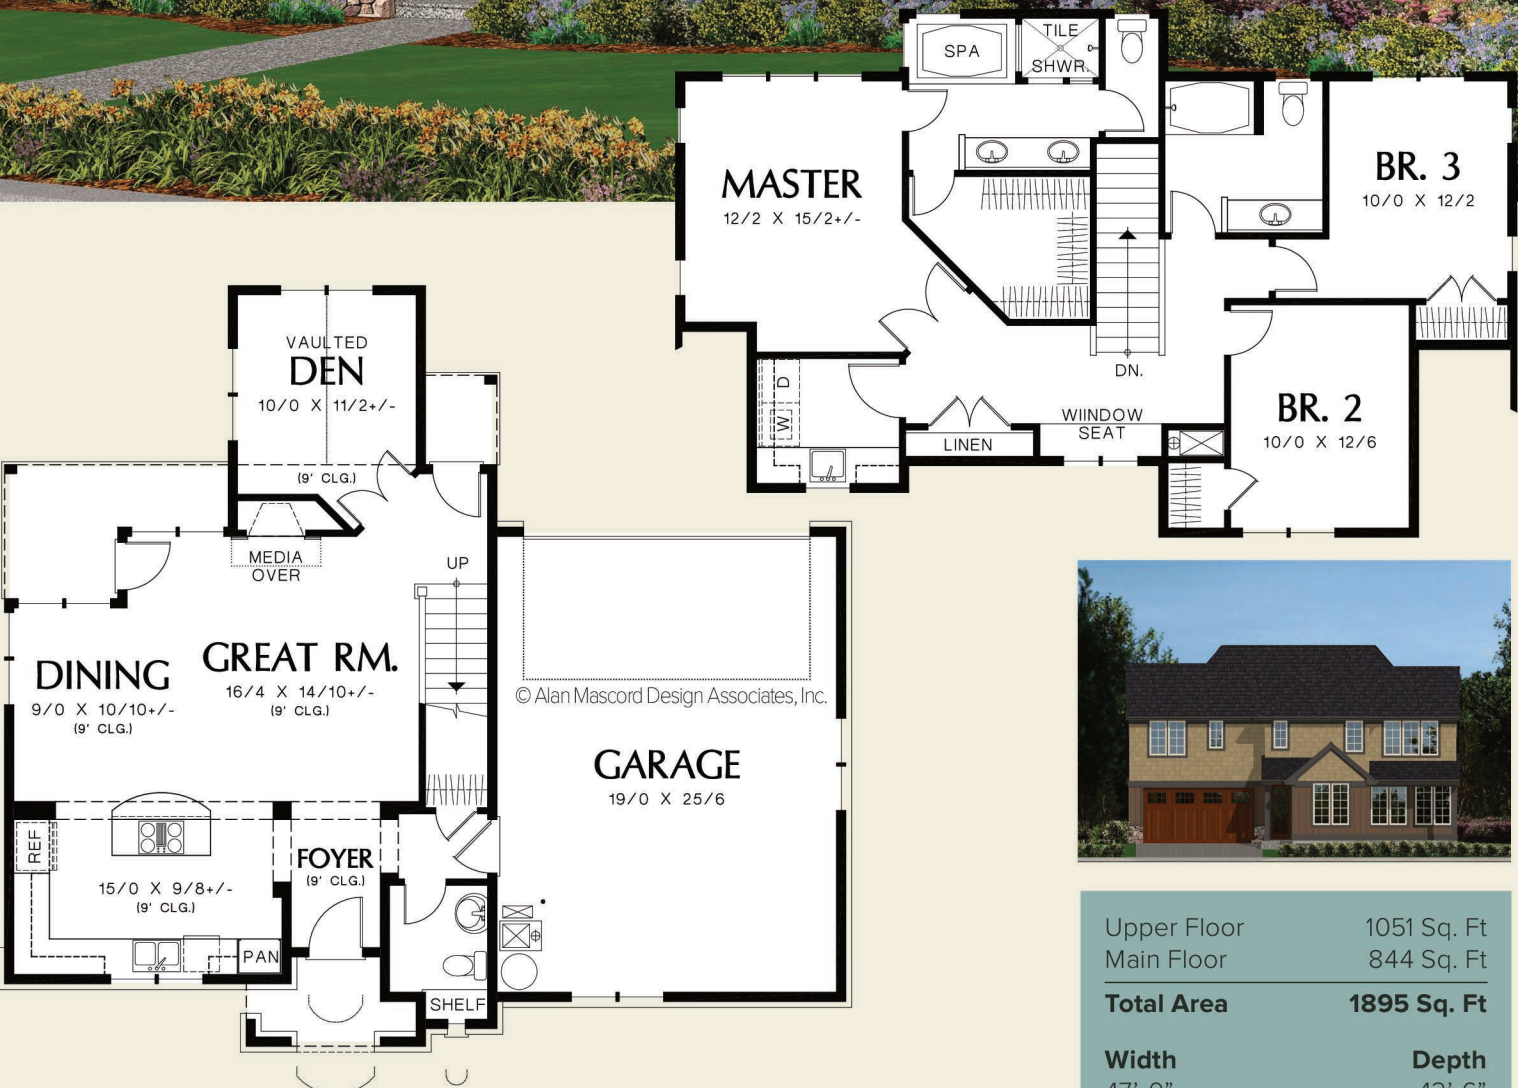 SPA
TILE
SHWR.
MASTER
12/2 X 15/2+/-
BR. 3
10/0 X 12/2
DN.
WIINDOW
SEAT
LINEN
D
W
BR. 2
10/0 X 12/6
VAULTED
DEN
10/0 X 11/2+/-
(9' CLG.)
MEDIA
OVER
UP
DINING
9/0 X 10/10+/-
(9' CLG.)
GREAT RM.
16/4 X 14/10+/-
(9' CLG.)
© Alan Mascord Design Associates, Inc.
GARAGE
19/0 X 25/6
REF
15/0 X 9/8+/-
(9' CLG.)
FOYER
(9' CLG.)
PAN
SHELF
Upper Floor 1051 Sq. Ft
Main Floor 844 Sq. Ft
Total Area 1895 Sq. Ft
Width Depth